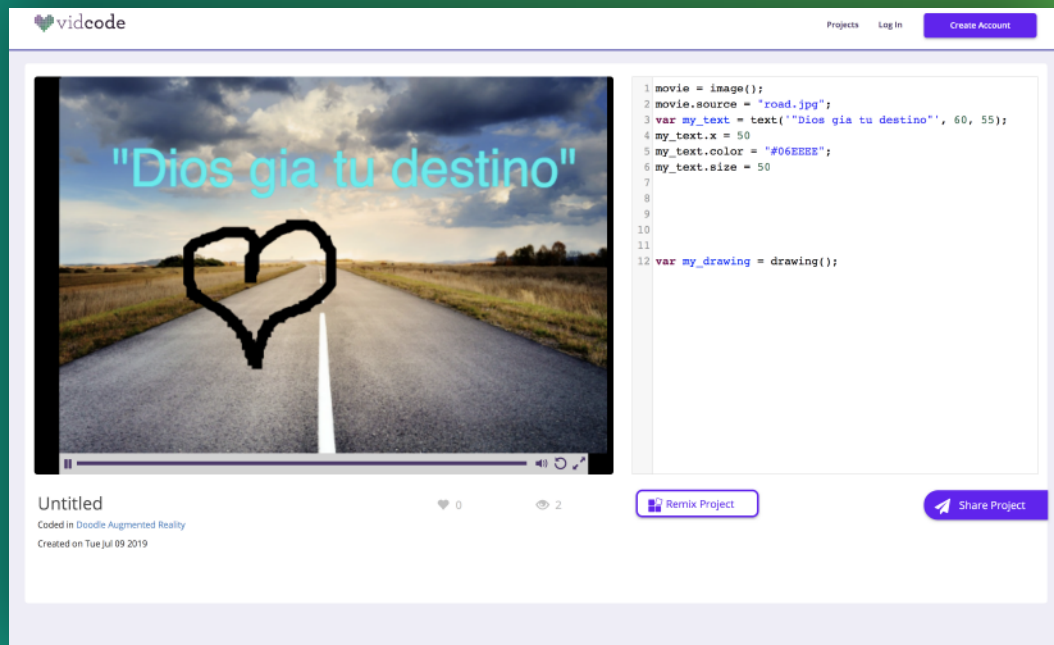 vidcode
Projects Log In Create Account
"Dios gia tu destino"
1 movie = image();
2 movie.source = "road.jpg";
3 var my_text = text('"Dios gia tu destino"', 60, 55);
4 my_text.x = 50
5 my_text.color = "#06EEEE";
6 my_text.size = 50
7
8
9
10
11
12 var my_drawing = drawing();
Untitled
0
2
Coded in Doodle Augmented Reality
Created on Tue Jul 09 2019
Remix Project
Share Project